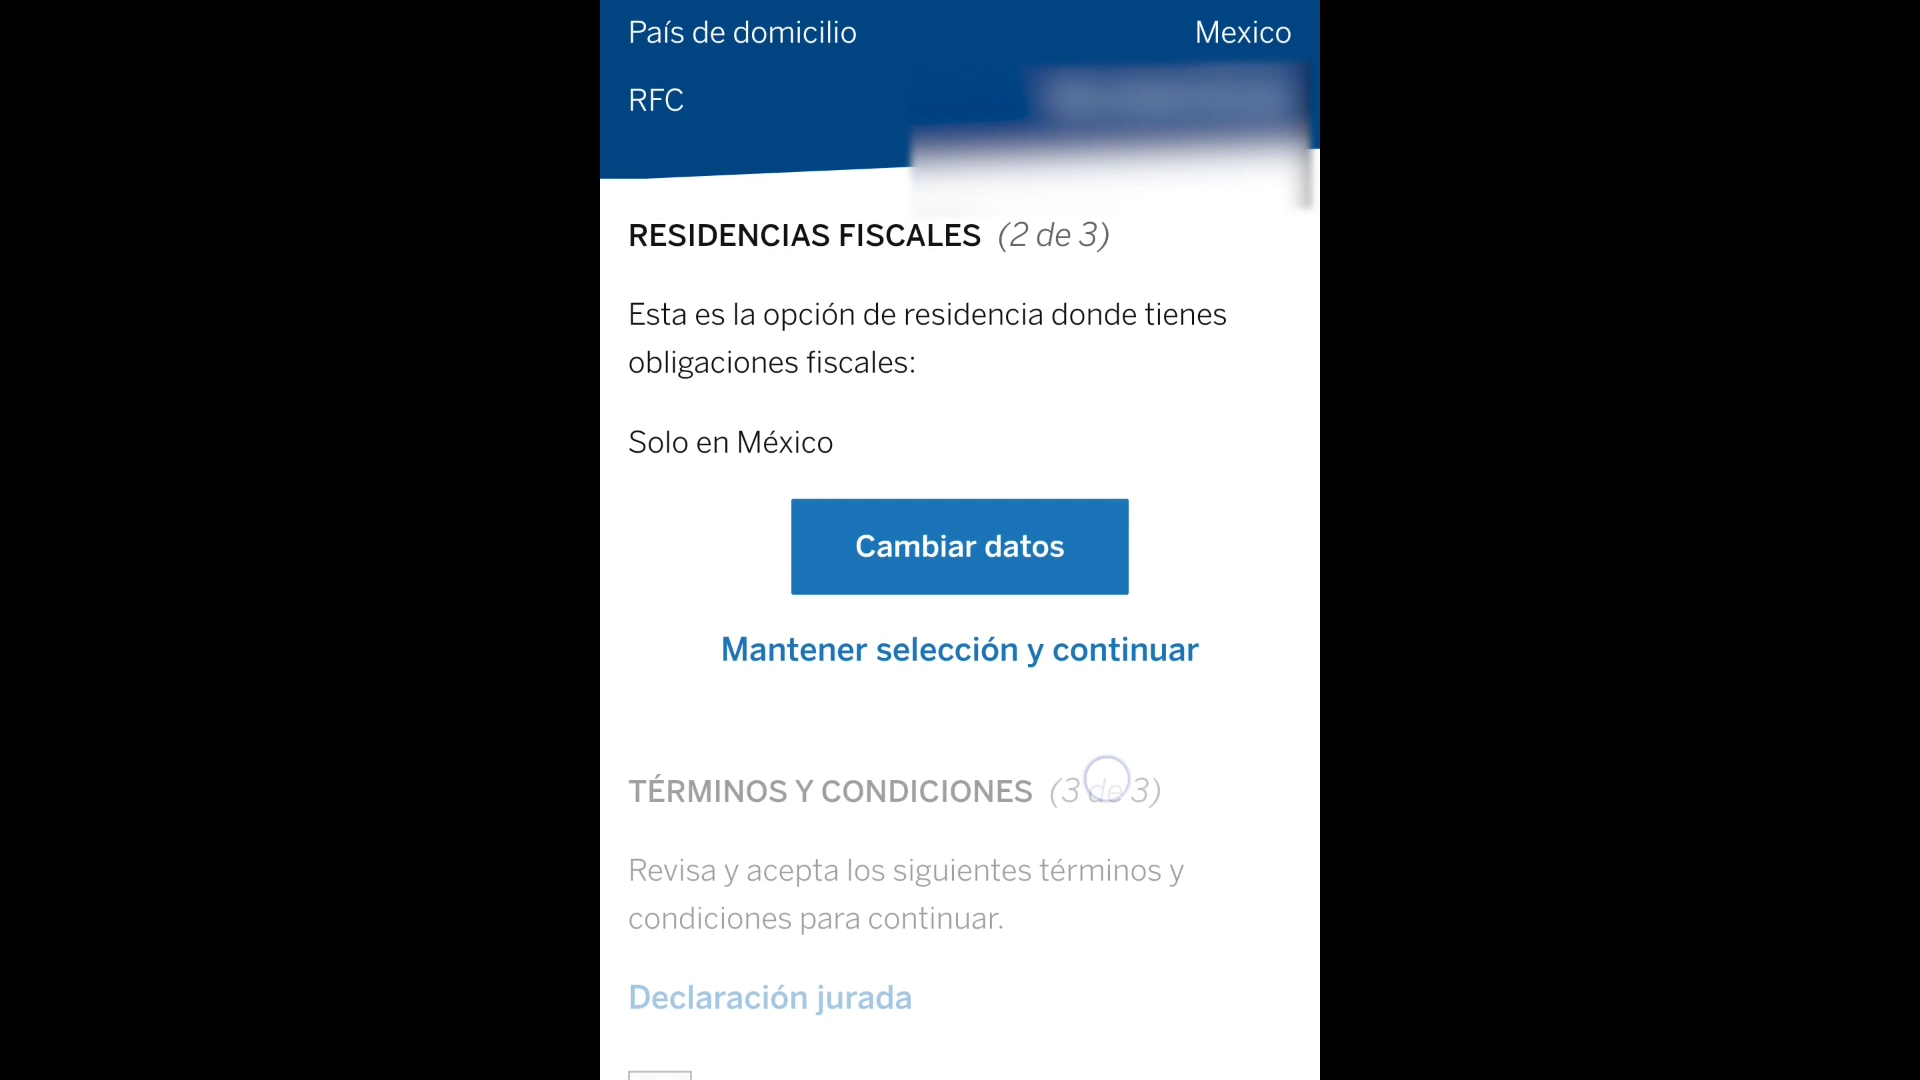 País de domicilio Mexico
RFC
RESIDENCIAS FISCALES (2 de 3)
Esta es la opción de residencia donde tienes
obligaciones fiscales:
Solo en México
Cambiar datos
Mantener selección y continuar
TÉRMINOS Y CONDICIONES (3 de 3)
Revisa y acepta los siguientes términos y
condiciones para continuar.
Declaración jurada